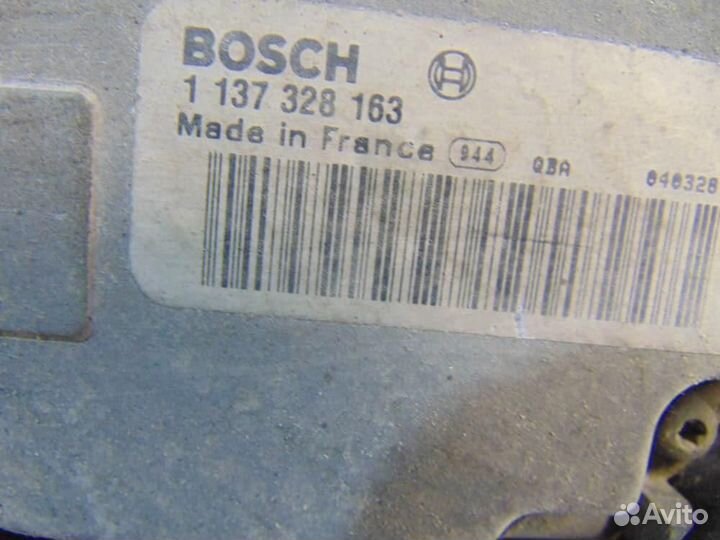 BOSCH
1 137 328 163
Made in France 944 QBA 040328
Avito